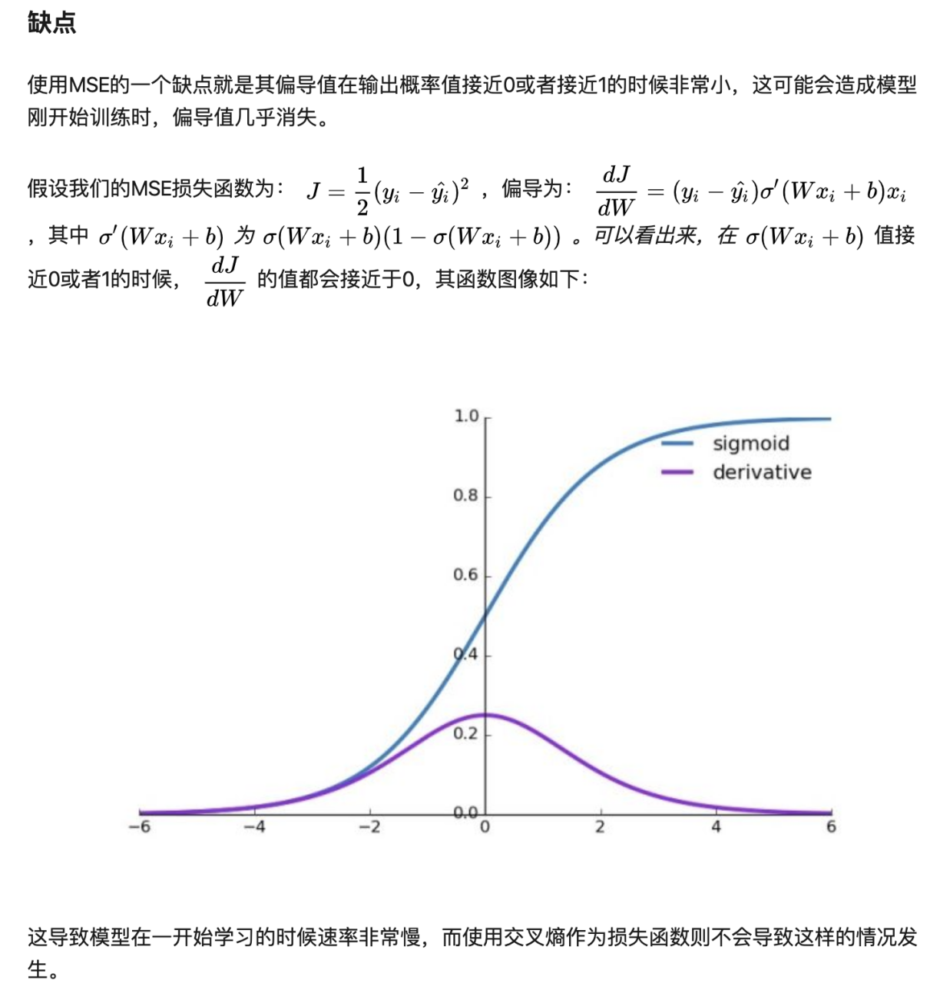 缺点
使用MSE的一个缺点就是其偏导值在输出概率值接近0或者接近1的时候非常小，这可能会造成模型
刚开始训练时，偏导值几乎消失。
假设我们的MSE损失函数为： J = \frac{1}{2}(y_i - \hat{y_i})^2 ，偏导为： \frac{dJ}{dW} = (y_i - \hat{y_i})σ'(Wx_i + b)x_i
，其中 σ'(Wx_i + b) 为 σ(Wx_i + b)(1 - σ(Wx_i + b)) 。可以看出来，在 σ(Wx_i + b) 值接
近0或者1的时候， \frac{dJ}{dW} 的值都会接近于0，其函数图像如下：
1.0
sigmoid
derivative
0.8
0.6
0.4
0.2
0.0
−6 −4 −2 0 2 4 6
这导致模型在一开始学习的时候速率非常慢，而使用交叉熵作为损失函数则不会导致这样的情况发
生。